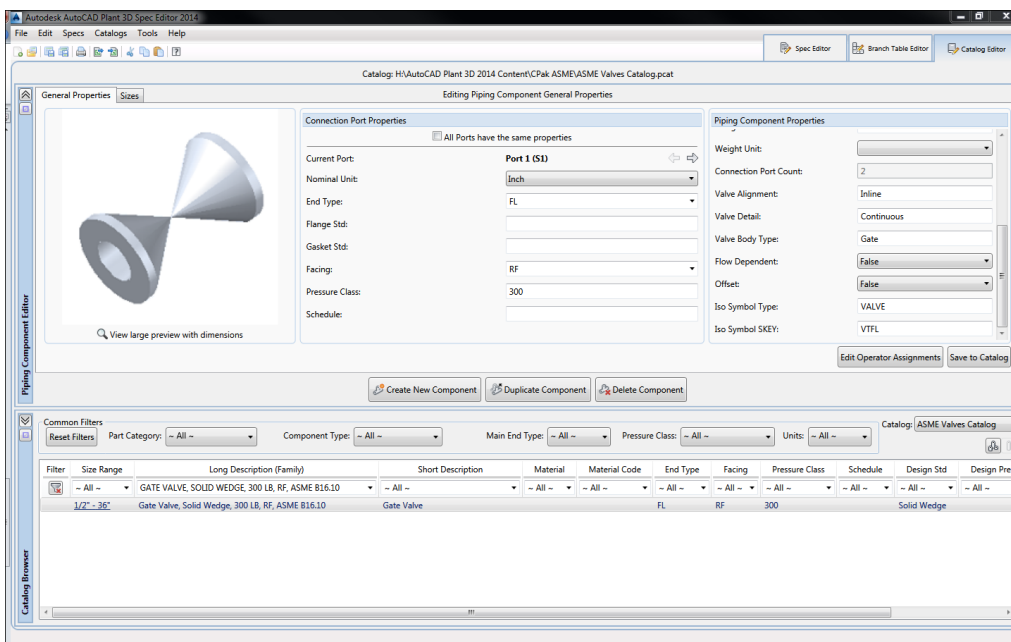 Autodesk AutoCAD Plant 3D Spec Editor 2014
File Edit Specs Catalogs Tools Help
Spec Editor Branch Table Editor Catalog Editor
Catalog: H:\AutoCAD Plant 3D 2014 Content\CPak ASME\ASME Valves Catalog.pcat
General Properties Sizes Editing Piping Component General Properties
Connection Port Properties Piping Component Properties
All Ports have the same properties
Weight Unit:
Current Port: Port 1 (S1)
Connection Port Count: 2
Nominal Unit: Inch
Valve Alignment: Inline
End Type: FL
Valve Detail: Continuous
Flange Std:
Valve Body Type: Gate
Gasket Std:
Flow Dependent: False
Facing: RF
Offset: False
Pressure Class: 300
Iso Symbol Type: VALVE
Schedule:
Iso Symbol SKEY: VTFL
View large preview with dimensions
Piping Component Editor
Edit Operator Assignments Save to Catalog
Create New Component Duplicate Component Delete Component
Common Filters Catalog: ASME Valves Catalog
Reset Filters Part Category: ~ All ~ Component Type: ~ All ~ Main End Type: ~ All ~ Pressure Class: ~ All ~ Units: ~ All ~
Filter Size Range Long Description (Family) Short Description Material Material Code End Type Facing Pressure Class Schedule Design Std Design Pre
~ All ~ GATE VALVE, SOLID WEDGE, 300 LB, RF, ASME B16.10 ~ All ~ ~ All ~ ~ All ~ ~ All ~ ~ All ~ ~ All ~ ~ All ~ ~ All ~ ~ All ~
1/2" - 36" Gate Valve, Solid Wedge, 300 LB, RF, ASME B16.10 Gate Valve FL RF 300 Solid Wedge
Catalog Browser